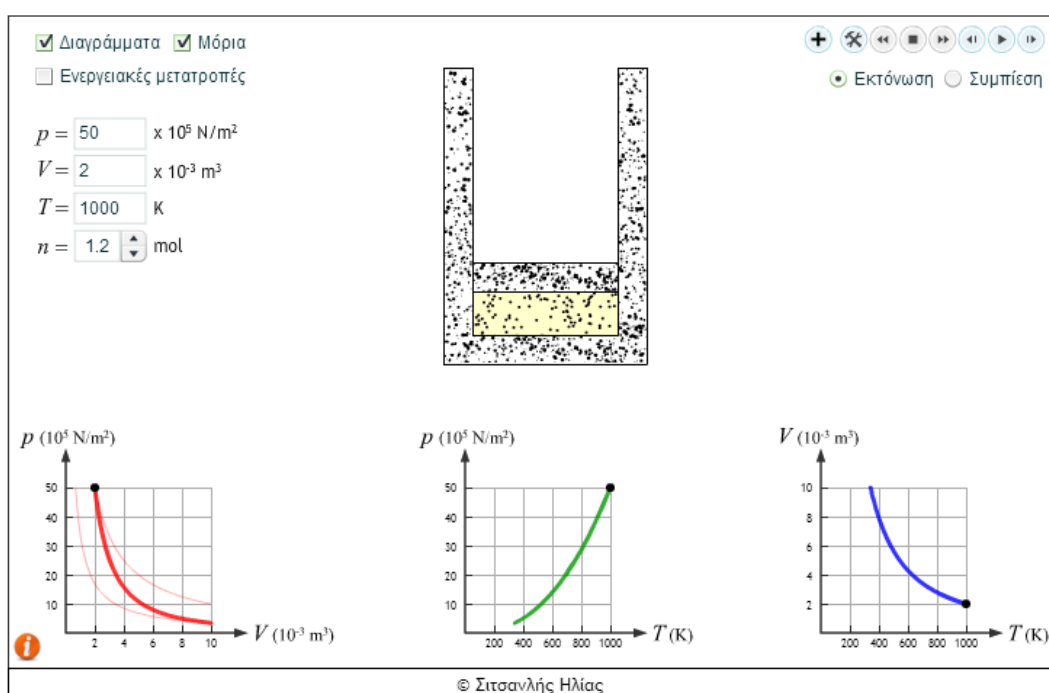 Διαγράμματα Μόρια
Ενεργειακές μετατροπές
Εκτόνωση Συμπίεση
p = 50 x 10⁵ N/m²
V = 2 x 10⁻³ m³
T = 1000 K
n = 1.2 mol
p (10⁵ N/m²)
50
40
30
20
10
2 4 6 8 10
V (10⁻³ m³)
p (10⁵ N/m²)
50
40
30
20
10
200 400 600 800 1000
T (K)
V (10⁻³ m³)
10
8
6
4
2
200 400 600 800 1000
T (K)
i
© Σιτσανλής Ηλίας